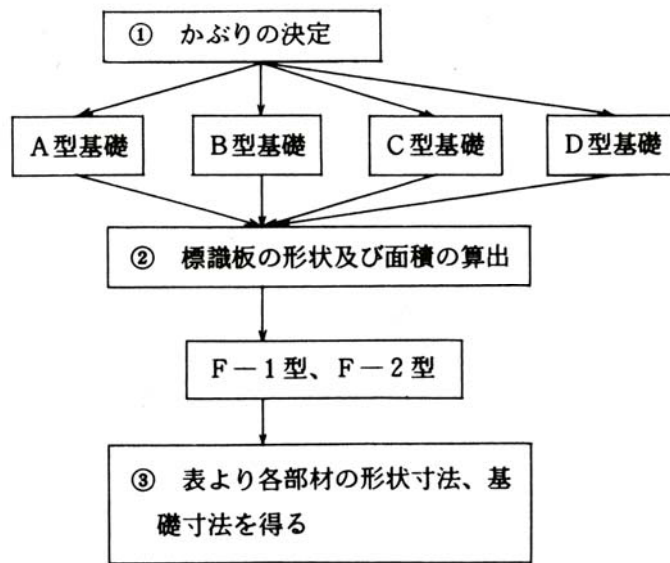 ① かぶりの決定
A型基礎
B型基礎
C型基礎
D型基礎
② 標識板の形状及び面積の算出
F－1型、F－2型
③ 表より各部材の形状寸法、基
礎寸法を得る